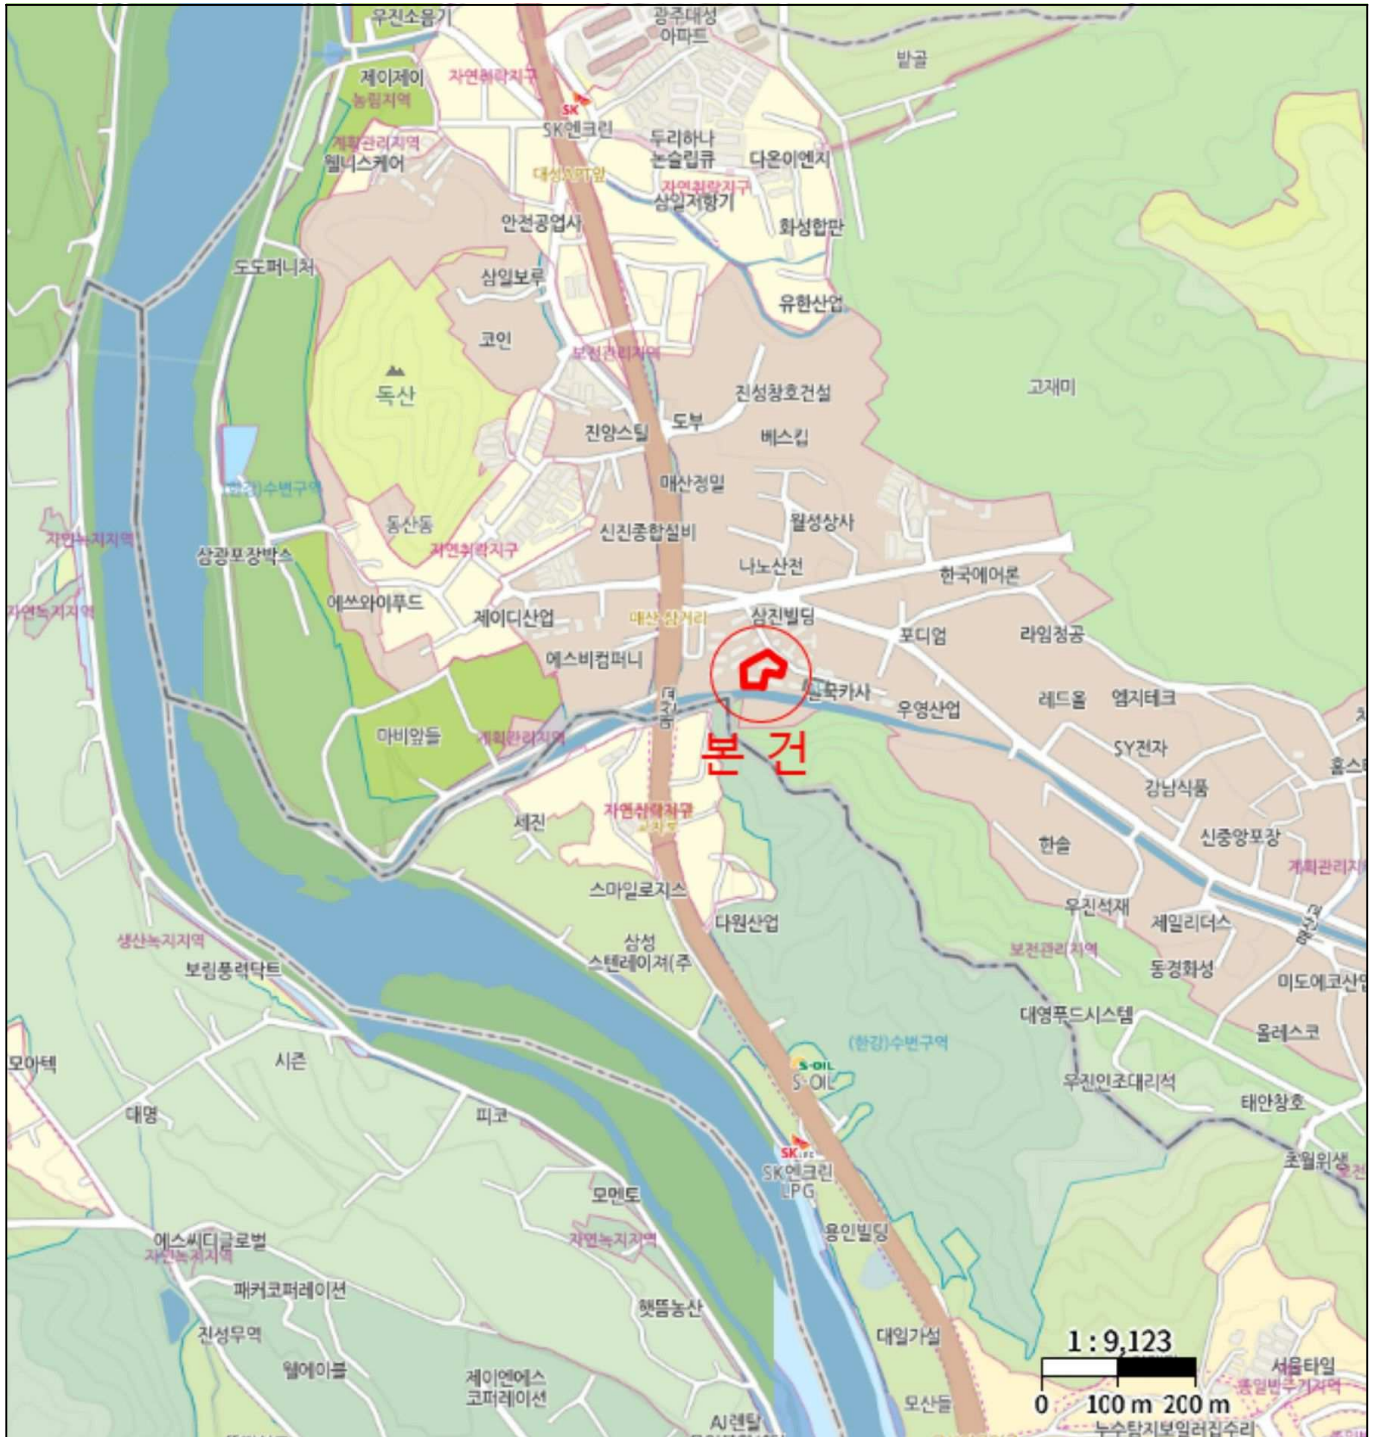 우진소음기
광주대성
아파트
밭골
제이제이
농림지역
자연취락지구
SK
SK엔크린
계획관리지역
웰니스케어
두리하나
논슬립큐
다온이엔지
대성APT앞
자연취락지구
삼일저항기
안전공업사
화성합판
도도퍼니처
삼일보루
유한산업
코인
보전관리지역
독산
진성창호건설
고재미
진양스틸
도부
베스킵
매산정밀
(한강)수변구역
동산동
신진종합설비
월성상사
자연녹지지역
자연취락지구
삼광포장박스
나노산전
한국에어론
자연녹지지역
에쓰와이푸드
제이디산업
매산삼거리
삼진빌딩
포디엄
라임정공
에스비컴퍼니
우영산업
레드올
엠지테크
마비앞들
계획관리지역
본 건
SY전자
강남식품
세진
자연취락지구
한솔
신중앙포장
계획관리지역
스마일로지스
우진석재
다원산업
제일리더스
생산녹지지역
보림풍력닥트
삼성
스텐레이져(주
보전관리지역
동경화성
미도에코산업
대영푸드시스템
올레스코
(한강)수변구역
모아텍
시즌
S-OIL
S-OIL
우진인조대리석
태안창호
대명
피코
SK
SK엔크린
LPG
초월위생
모멘토
용인빌딩
에스씨디글로벌
자연녹지지역
자연녹지지역
패커코퍼레이션
햇뜸농산
진성무역
대일가설
1 : 9,123
웰에이블
제이엔에스
코퍼레이션
서울타일
0 100 m 200 m
모산들
AJ렌탈
누수탐지보일러집수리